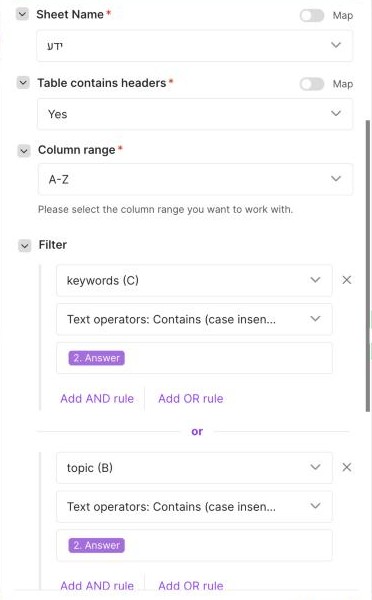 Sheet Name*
Map
ידע
Table contains headers*
Map
Yes
Column range*
A-Z
Please select the column range you want to work with.
Filter
keywords (C)
Text operators: Contains (case insen...
2. Answer
Add AND rule
Add OR rule
or
topic (B)
Text operators: Contains (case insen...
2. Answer
Add AND rule
Add OR rule